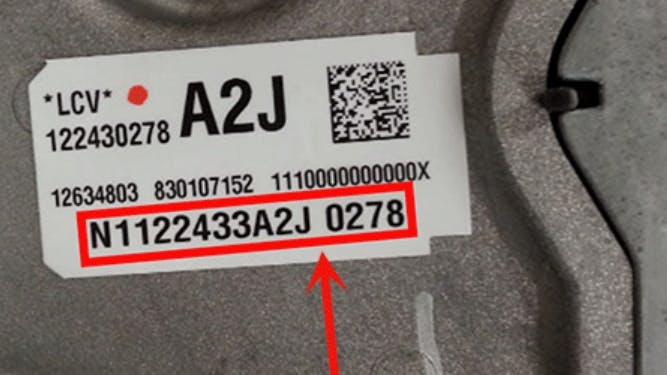 *LCV* A2J
122430278
12634803 830107152 1110000000000X
N1122433A2J 0278